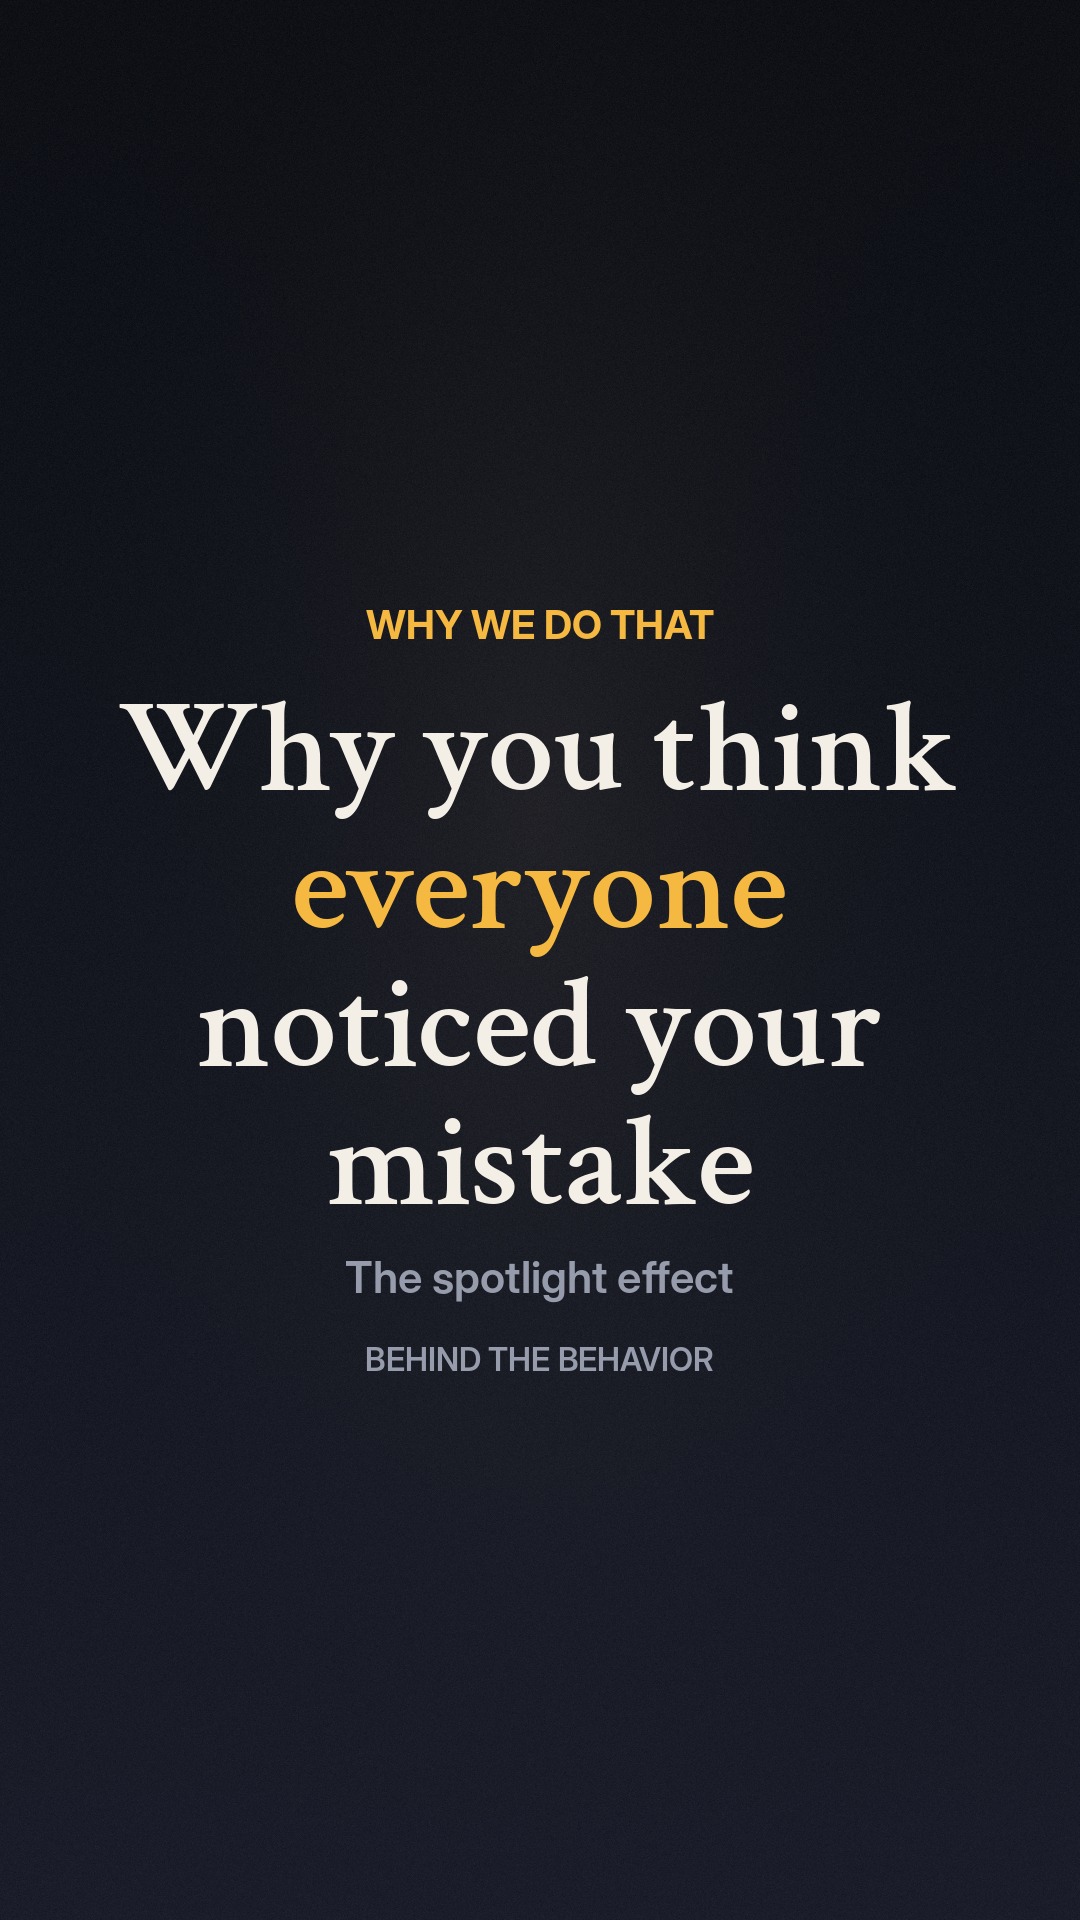 WHY WE DO THAT
Why you think
everyone
noticed your
mistake
The spotlight effect
BEHIND THE BEHAVIOR